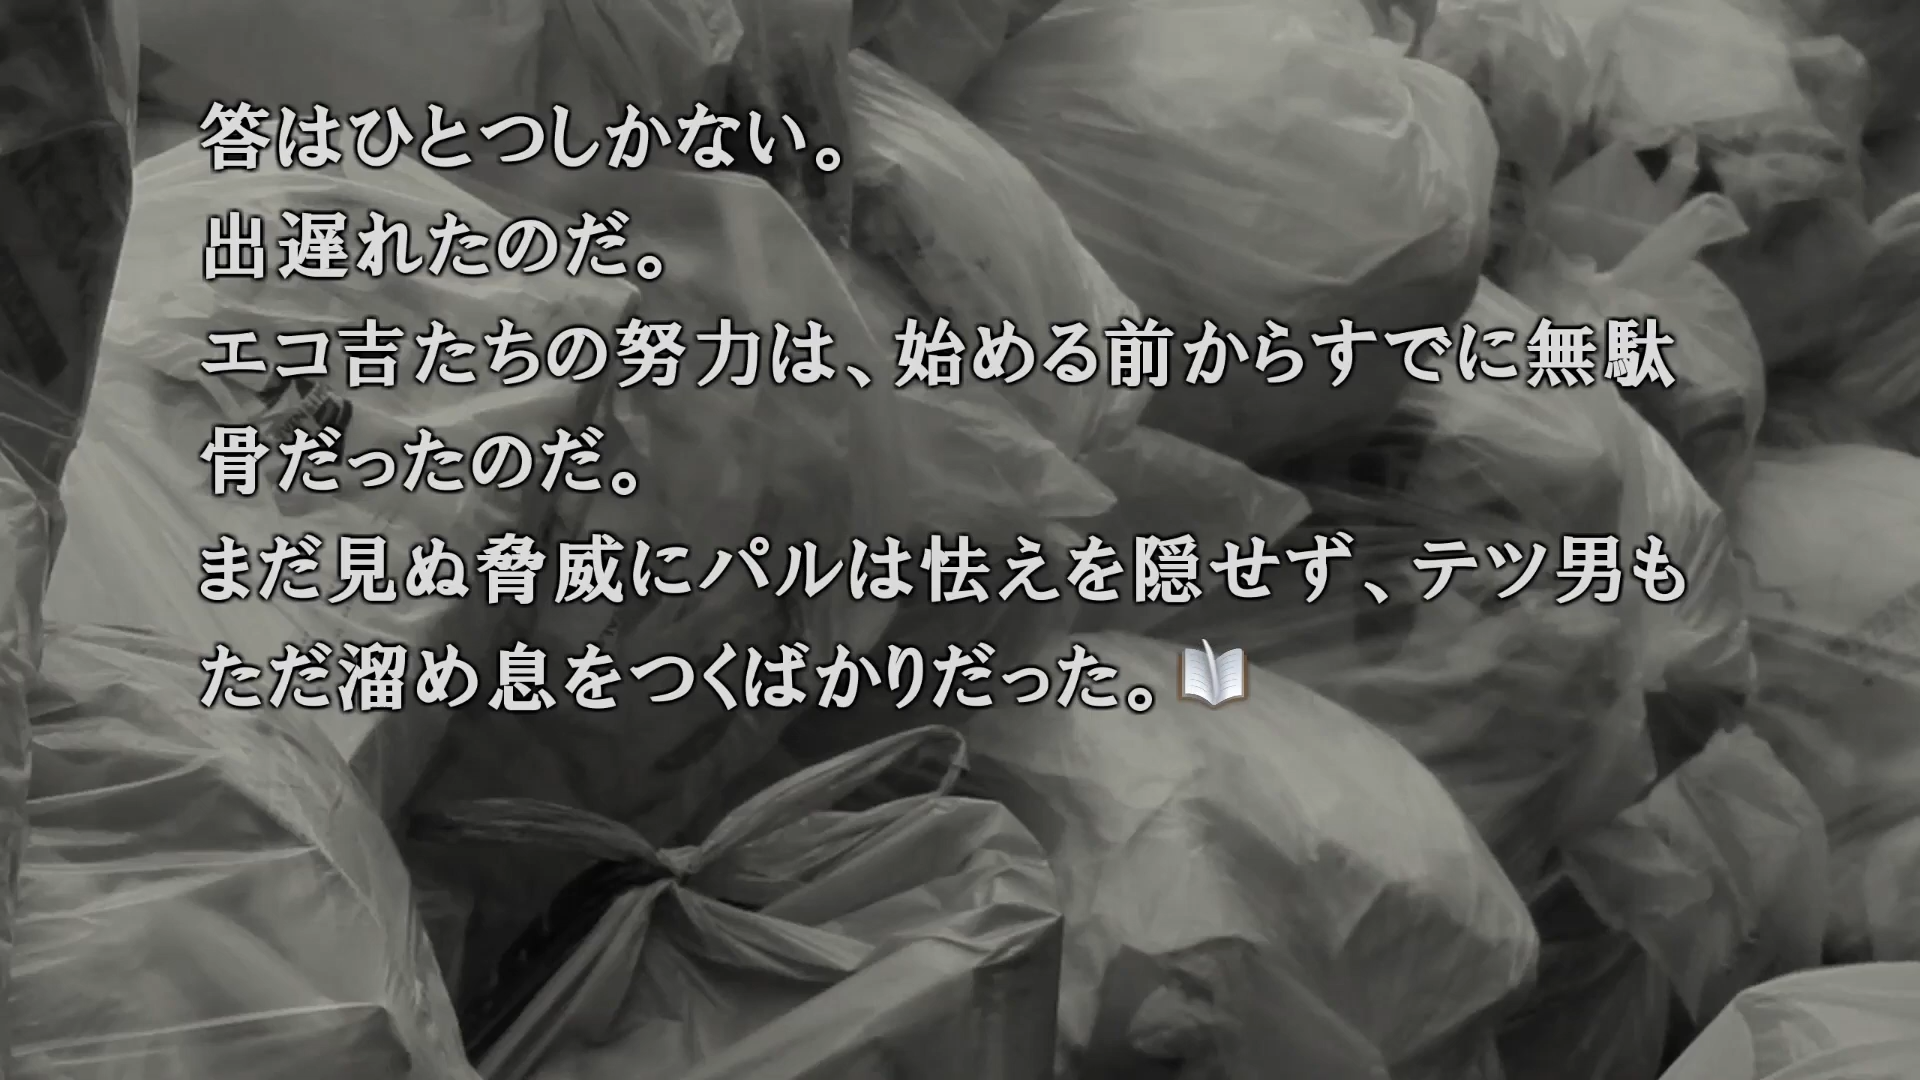 答はひとつしかない。
出遅れたのだ。
エコ吉たちの努力は、始める前からすでに無駄
骨だったのだ。
まだ見ぬ脅威にパルは怯えを隠せず、テツ男も
ただ溜め息をつくばかりだった。